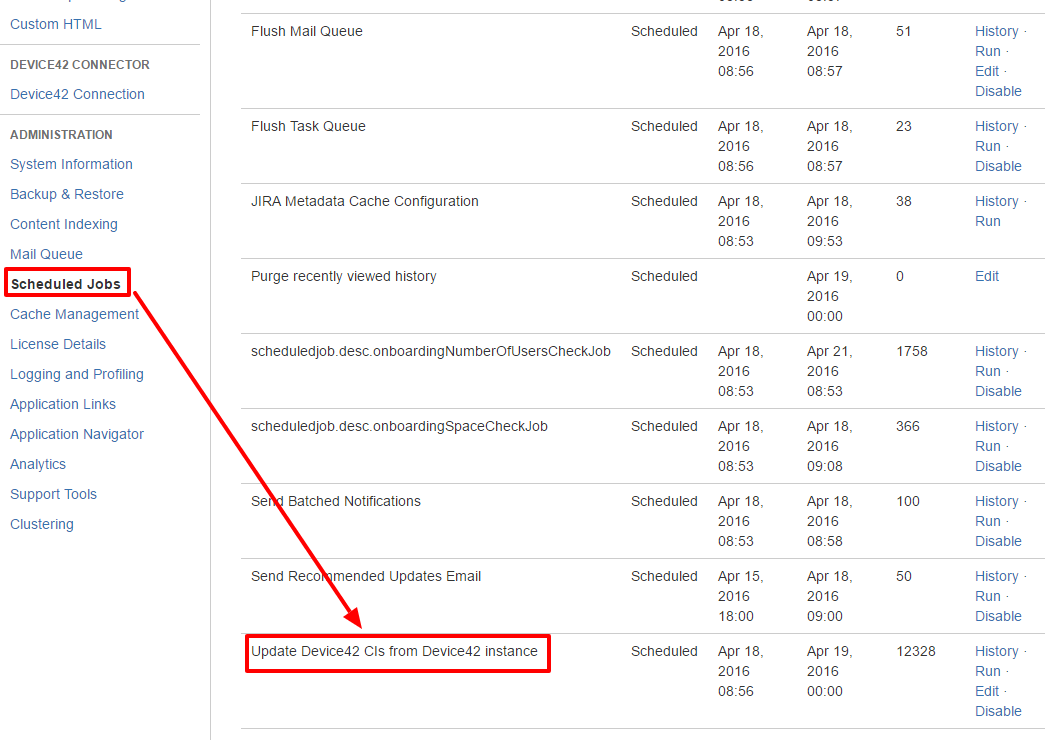 Custom HTML
DEVICE42 CONNECTOR
Device42 Connection
ADMINISTRATION
System Information
Backup & Restore
Content Indexing
Mail Queue
Scheduled Jobs
Cache Management
License Details
Logging and Profiling
Application Links
Application Navigator
Analytics
Support Tools
Clustering
Flush Mail Queue Scheduled Apr 18, Apr 18, 51 History ·
2016 2016 Run ·
08:56 08:57 Edit ·
Disable
Flush Task Queue Scheduled Apr 18, Apr 18, 23 History ·
2016 2016 Run ·
08:56 08:57 Disable
JIRA Metadata Cache Configuration Scheduled Apr 18, Apr 18, 38 History ·
2016 2016 Run
08:53 09:53
Purge recently viewed history Scheduled Apr 19, 0 Edit
2016
00:00
scheduledjob.desc.onboardingNumberOfUsersCheckJob Scheduled Apr 18, Apr 21, 1758 History ·
2016 2016 Run ·
08:53 08:53 Disable
scheduledjob.desc.onboardingSpaceCheckJob Scheduled Apr 18, Apr 18, 366 History ·
2016 2016 Run ·
08:53 09:08 Disable
Send Batched Notifications Scheduled Apr 18, Apr 18, 100 History ·
2016 2016 Run ·
08:53 08:58 Disable
Send Recommended Updates Email Scheduled Apr 15, Apr 18, 50 History ·
2016 2016 Run ·
18:00 09:00 Disable
Update Device42 CIs from Device42 instance Scheduled Apr 18, Apr 19, 12328 History ·
2016 2016 Run ·
08:56 00:00 Edit ·
Disable